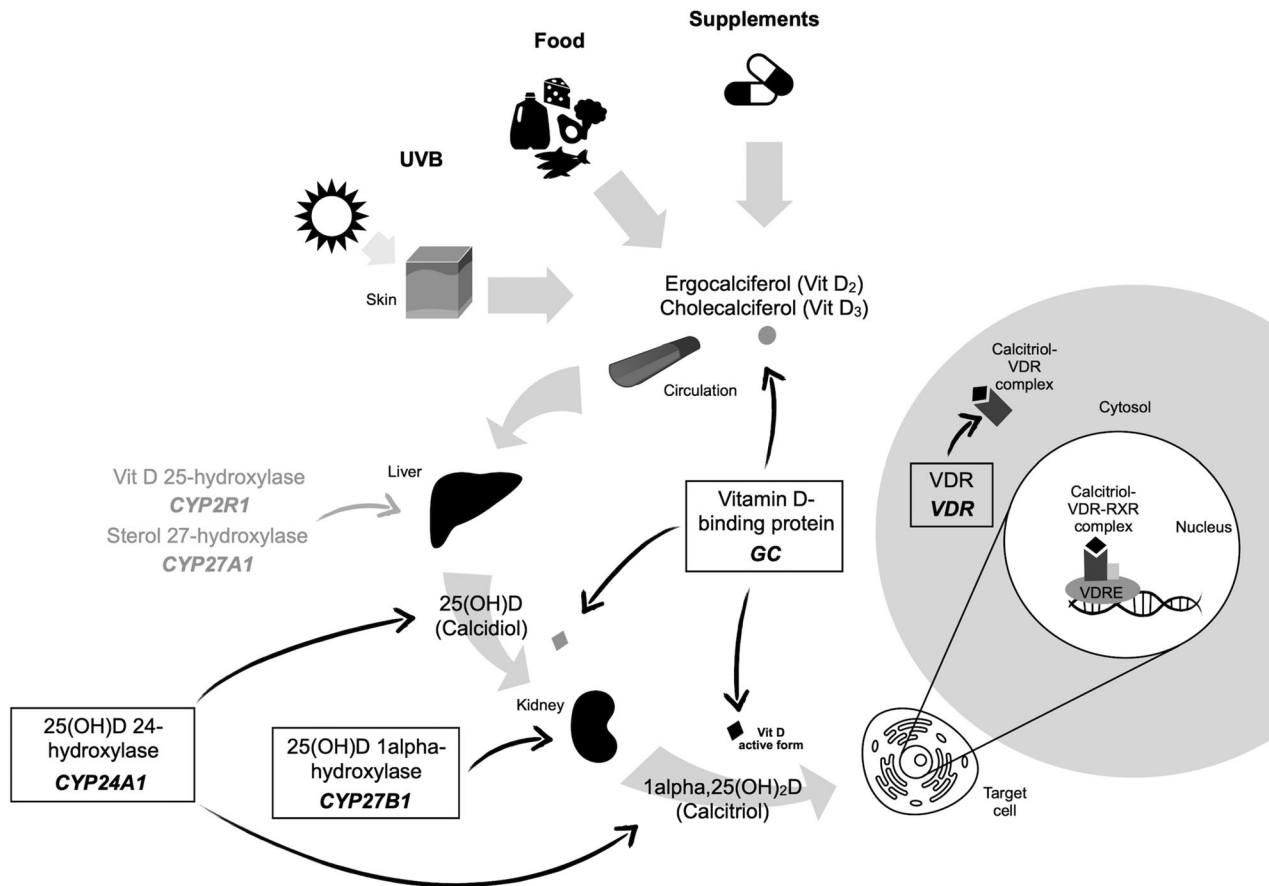 Supplements
Food
UVB
Skin
Ergocalciferol (Vit D₂)
Cholecalciferol (Vit D₃)
Circulation
Calcitriol-
VDR
complex
Cytosol
VDR
VDR
Calcitriol-
VDR-RXR
complex
Nucleus
VDRE
Liver
Vit D 25-hydroxylase
CYP2R1
Sterol 27-hydroxylase
CYP27A1
Vitamin D-
binding protein
GC
25(OH)D
(Calcidiol)
Kidney
25(OH)D 24-
hydroxylase
CYP24A1
25(OH)D 1alpha-
hydroxylase
CYP27B1
Vit D
active form
1alpha,25(OH)₂D
(Calcitriol)
Target
cell